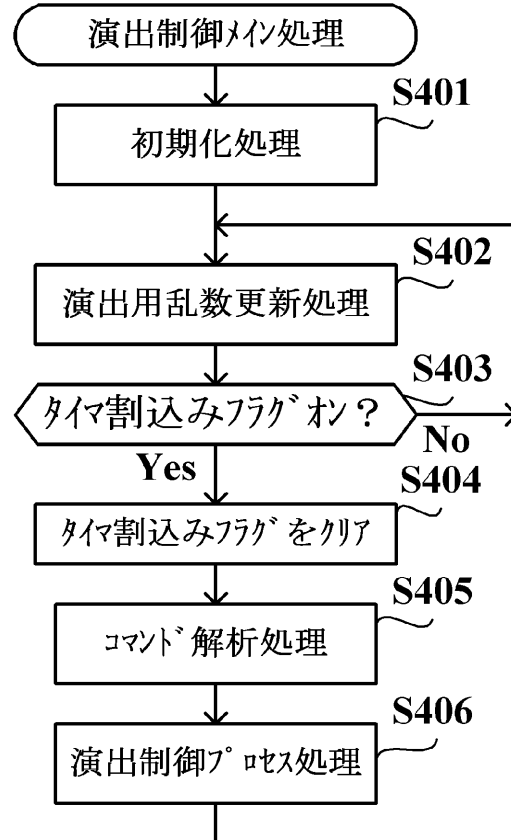 演出制御ﾒｲﾝ処理
S401
初期化処理
S402
演出用乱数更新処理
S403
ﾀｲﾏ割込みﾌﾗｸﾞｵﾝ？
No
Yes
S404
ﾀｲﾏ割込みﾌﾗｸﾞをｸﾘｱ
S405
ｺﾏﾝﾄﾞ解析処理
S406
演出制御ﾌﾟﾛｾｽ処理